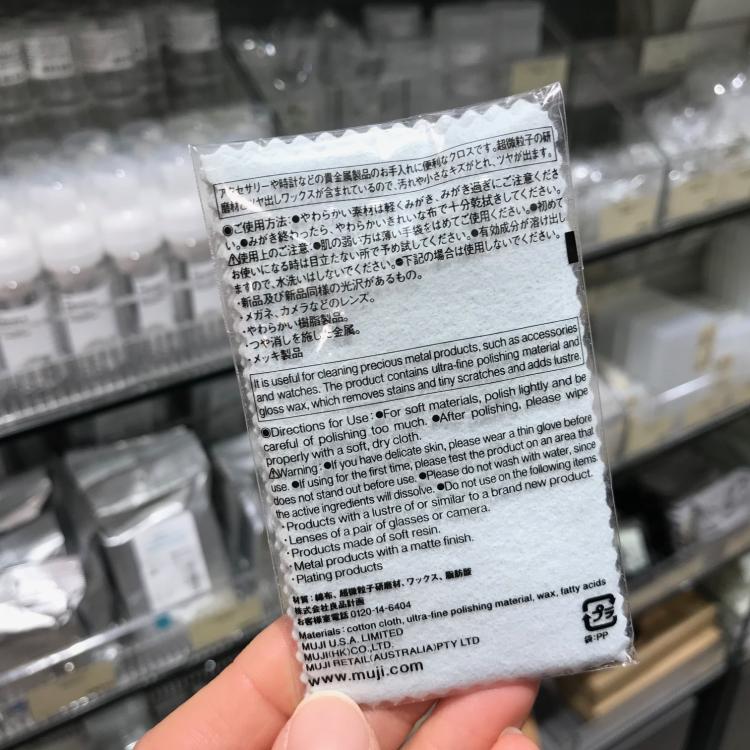 アクセサリーや時計などの貴金属製品のお手入れに便利なクロスです。超微粒子の研
磨材とツヤ出しワックスが含まれているので、汚れや小さなキズがとれ、ツヤが出ます。
◉ご使用方法:●やわらかい素材は軽くみがき、みがき過ぎにご注意くださ
い。●みがき終わったら、やわらかいきれいな布で十分乾拭きしてください。
⚠使用上のご注意:●肌の弱い方は薄い手袋をはめてご使用ください。●初めて
お使いになる時は目立たない所で予め試してください。●有効成分が溶け出し
ますので、水洗いはしないでください。●下記の場合は使用しないでください。
・新品及び新品同様の光沢があるもの。
・メガネ、カメラなどのレンズ。
・やわらかい樹脂製品。
・つや消しを施した金属。
・メッキ製品
It is useful for cleaning precious metal products, such as accessories
and watches. The product contains ultra-fine polishing material and
gloss wax, which removes stains and tiny scratches and adds lustre.
◉Directions for Use : ●For soft materials, polish lightly and be
careful of polishing too much. ●After polishing, please wipe
properly with a soft, dry cloth.
⚠Warning : ●If you have delicate skin, please wear a thin glove before
use. ●If using for the first time, please test the product on an area that
does not stand out before use. ●Please do not wash with water, since
the active ingredients will dissolve. ●Do not use on the following items
・Products with a lustre of or similar to a brand new product.
・Lenses of a pair of glasses or camera.
・Products made of soft resin.
・Metal products with a matte finish.
・Plating products
材質:綿布、超微粒子研磨材、ワックス、脂肪酸
株式会社良品計画
お客様室電話 0120-14-6404
Materials : cotton cloth, ultra-fine polishing material, wax, fatty acids
MUJI U.S.A. LIMITED
MUJI(HK)CO.,LTD.
MUJI RETAIL(AUSTRALIA)PTY LTD
www.muji.com
プラ
袋:PP